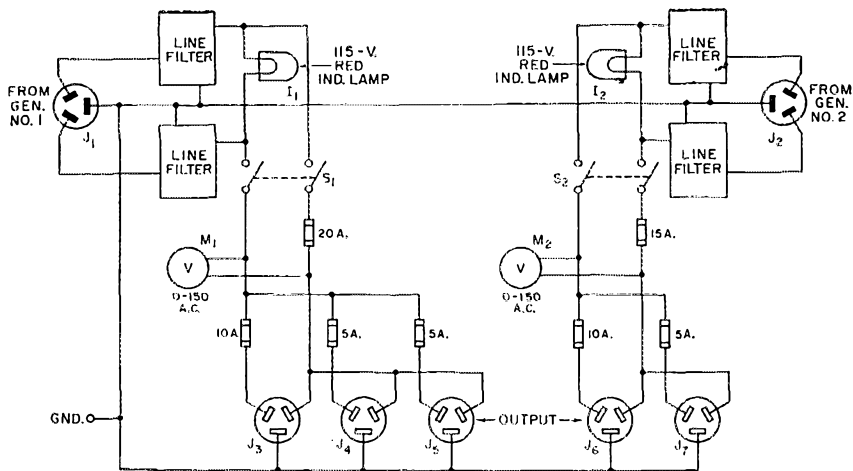 LINE
FILTER
115-V.
RED
IND. LAMP
I1
FROM
GEN.
NO. 1
J1
LINE
FILTER
S1
20A.
M1
V
0-150
A.C.
10A.
5A.
5A.
GND.
J3
J4
J5
OUTPUT
115-V.
RED
IND. LAMP
I2
LINE
FILTER
FROM
GEN.
NO. 2
J2
LINE
FILTER
S2
15A.
M2
V
0-150
A.C.
10A.
5A.
J6
J7